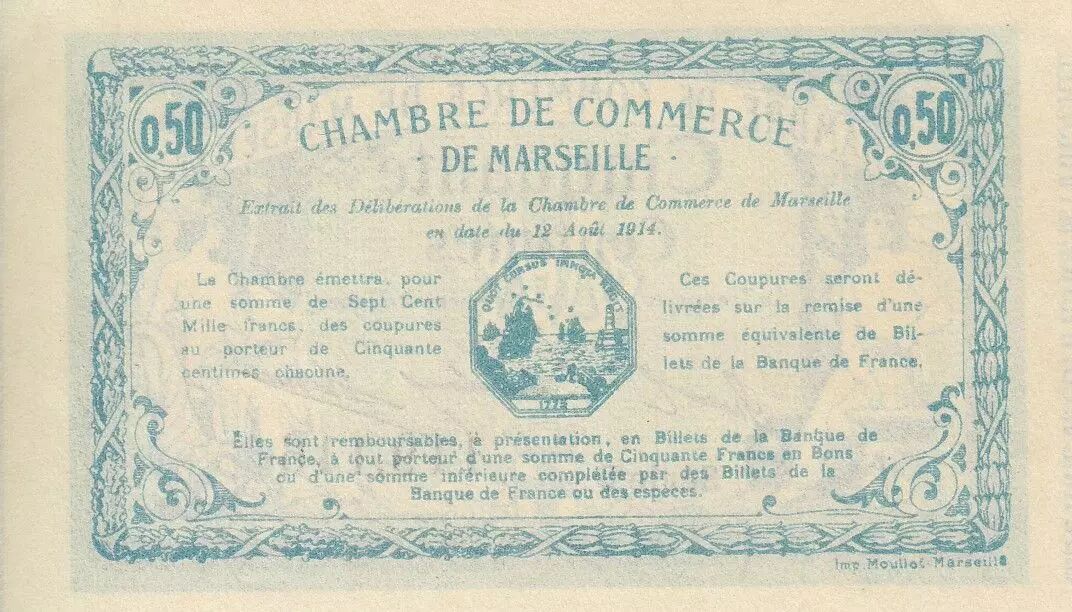 0,50
0,50
CHAMBRE DE COMMERCE
· DE MARSEILLE ·
Extrait des Délibérations de la Chambre de Commerce de Marseille
en date du 12 Août 1914.
La Chambre émettra, pour
une somme de Sept Cent
Mille francs, des coupures
au porteur de Cinquante
centimes chacune.
Ces Coupures seront dé-
livrées sur la remise d'une
somme équivalente de Bil-
lets de la Banque de France.
CURSUS IMMOTA
Elles sont remboursables, à présentation, en Billets de la Banque de
France, à tout porteur d'une somme de Cinquante Francs en Bons
ou d'une somme inférieure complétée par des Billets de la
Banque de France ou des espèces.
Imp. Moullot-Marseille